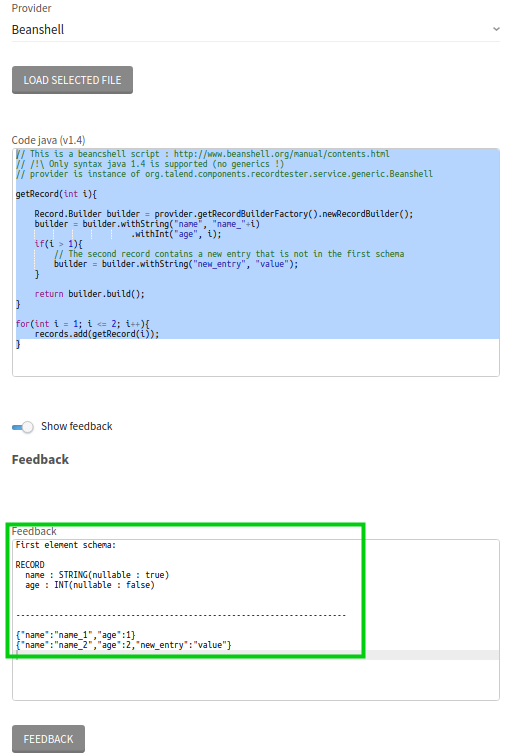 Provider
Beanshell
LOAD SELECTED FILE
Code java (v1.4)
// This is a beancshell script : http://www.beanshell.org/manual/contents.html
// /!\ Only syntax java 1.4 is supported (no generics !)
// provider is instance of org.talend.components.recordtester.service.generic.Beanshell
getRecord(int i){
Record.Builder builder = provider.getRecordBuilderFactory().newRecordBuilder();
builder = builder.withString("name", "name_"+i)
.withInt("age", i);
if(i > 1){
// The second record contains a new entry that is not in the first schema
builder = builder.withString("new_entry", "value");
}
return builder.build();
}
for(int i = 1; i <= 2; i++){
records.add(getRecord(i));
}
Show feedback
Feedback
Feedback
First element schema:
RECORD
name : STRING(nullable : true)
age : INT(nullable : false)
--------------------------------------------------------------------
{"name":"name_1","age":1}
{"name":"name_2","age":2,"new_entry":"value"}
FEEDBACK